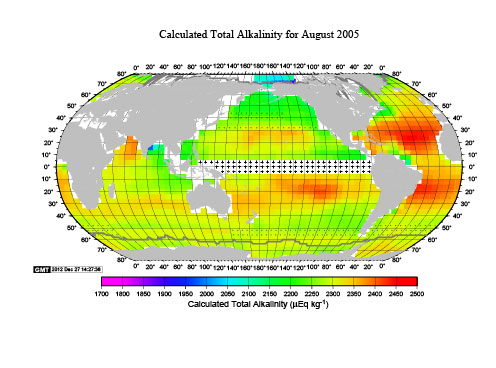 Calculated Total Alkalinity for August 2005
80° 0° 20° 40° 60° 80° 100°120°140°160°180°160°140°120°100° 80° 60° 40° 20° 0° 80°
70° 70°
60° 60°
50° 50°
40° 40°
30° 30°
20° 20°
10° 10°
0° 0°
10° 10°
20° 20°
30° 30°
40° 40°
50° 50°
60° 60°
70° 70°
80° 0° 20° 40° 60° 80° 100°120°140°160°180°160°140°120°100° 80° 60° 40° 20° 0° 80°
GMT 2012 Dec 27 14:27:36
1700 1800 1850 1900 1950 2000 2050 2100 2150 2200 2250 2300 2350 2400 2450 2500
Calculated Total Alkalinity (µEq kg-1)